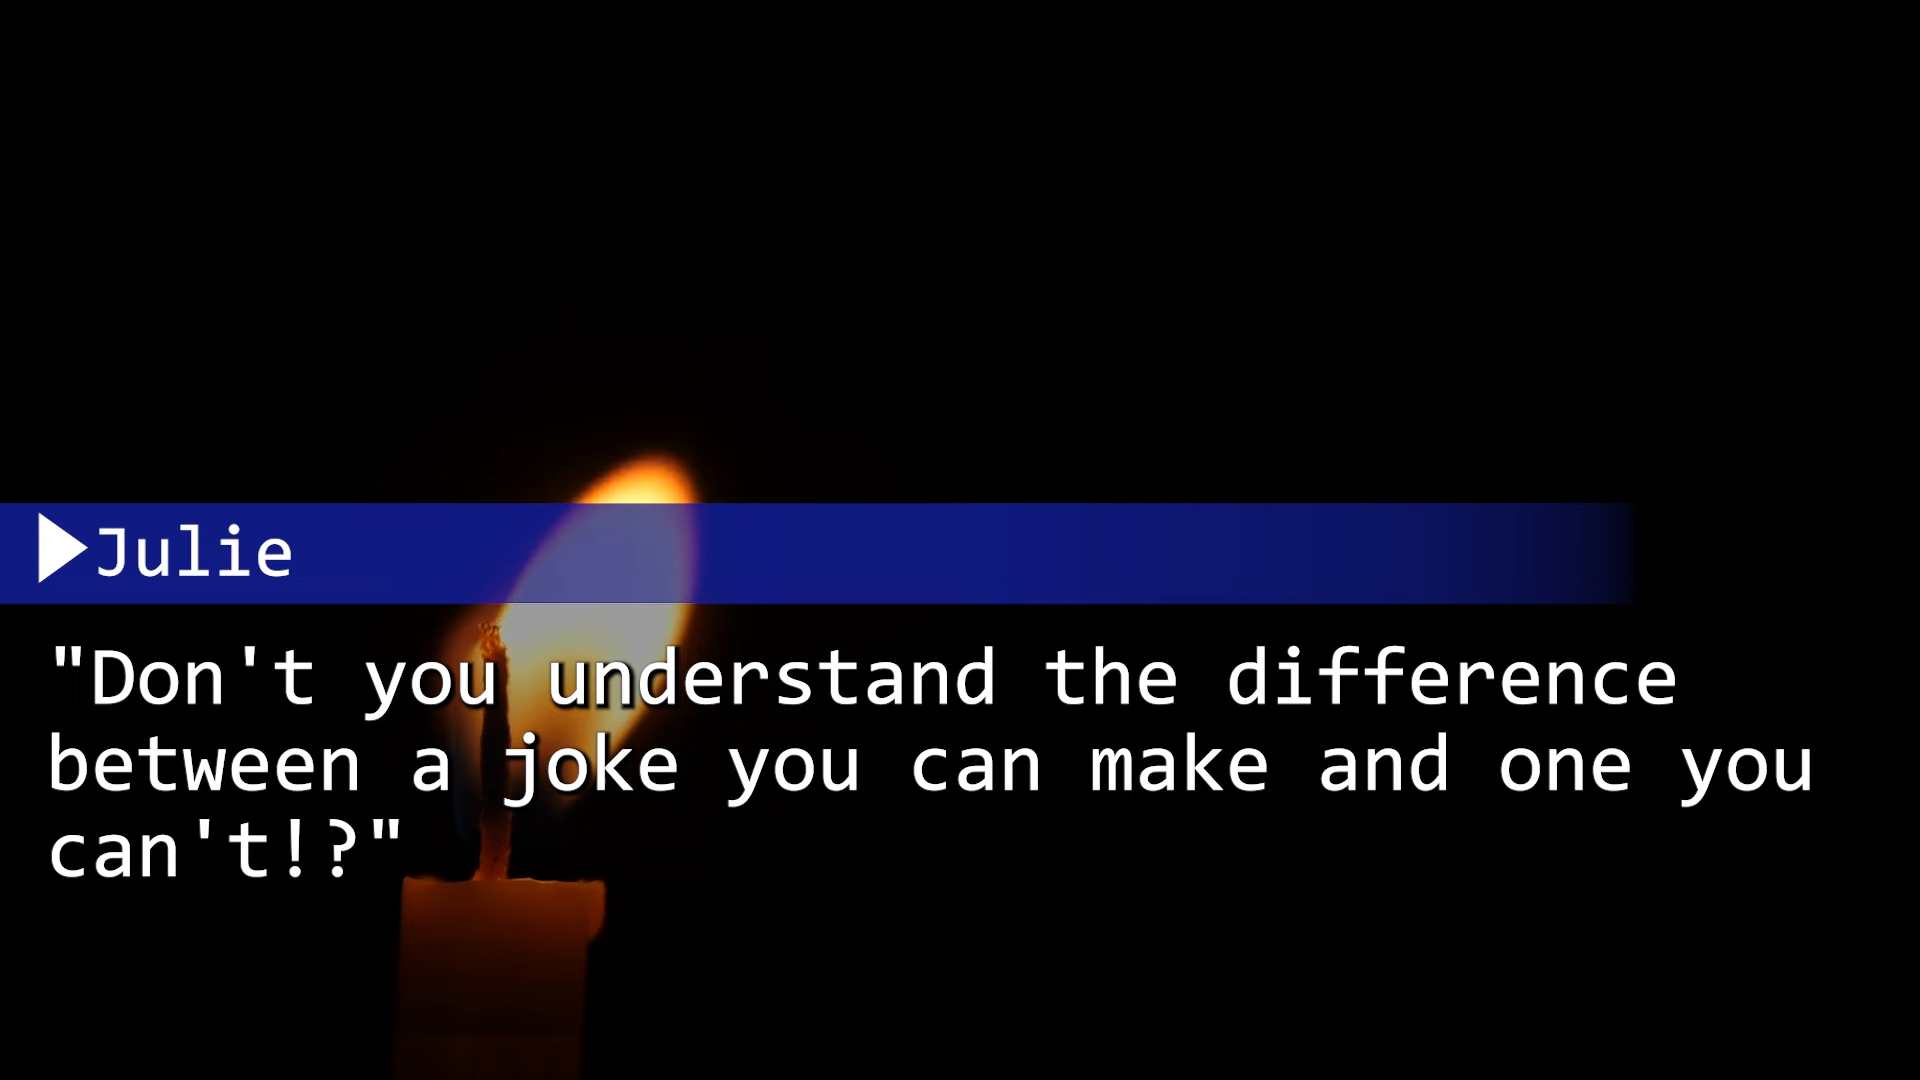 Julie
"Don't you understand the difference
between a joke you can make and one you
can't!?"